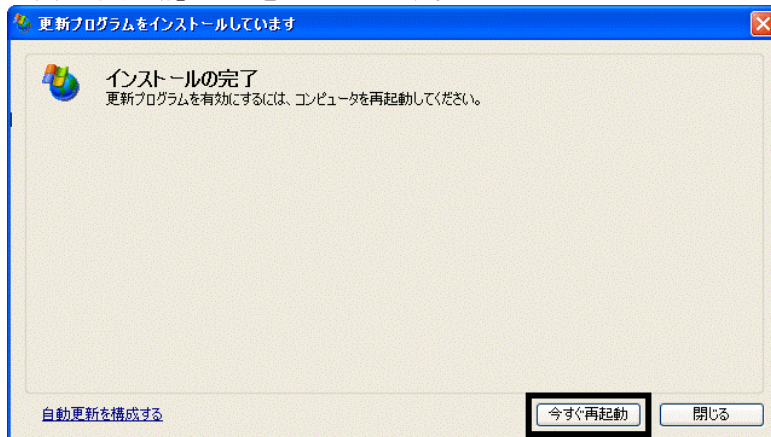 更新プログラムをインストールしています
インストールの完了
更新プログラムを有効にするには、コンピュータを再起動してください。
自動更新を構成する
今すぐ再起動
閉じる